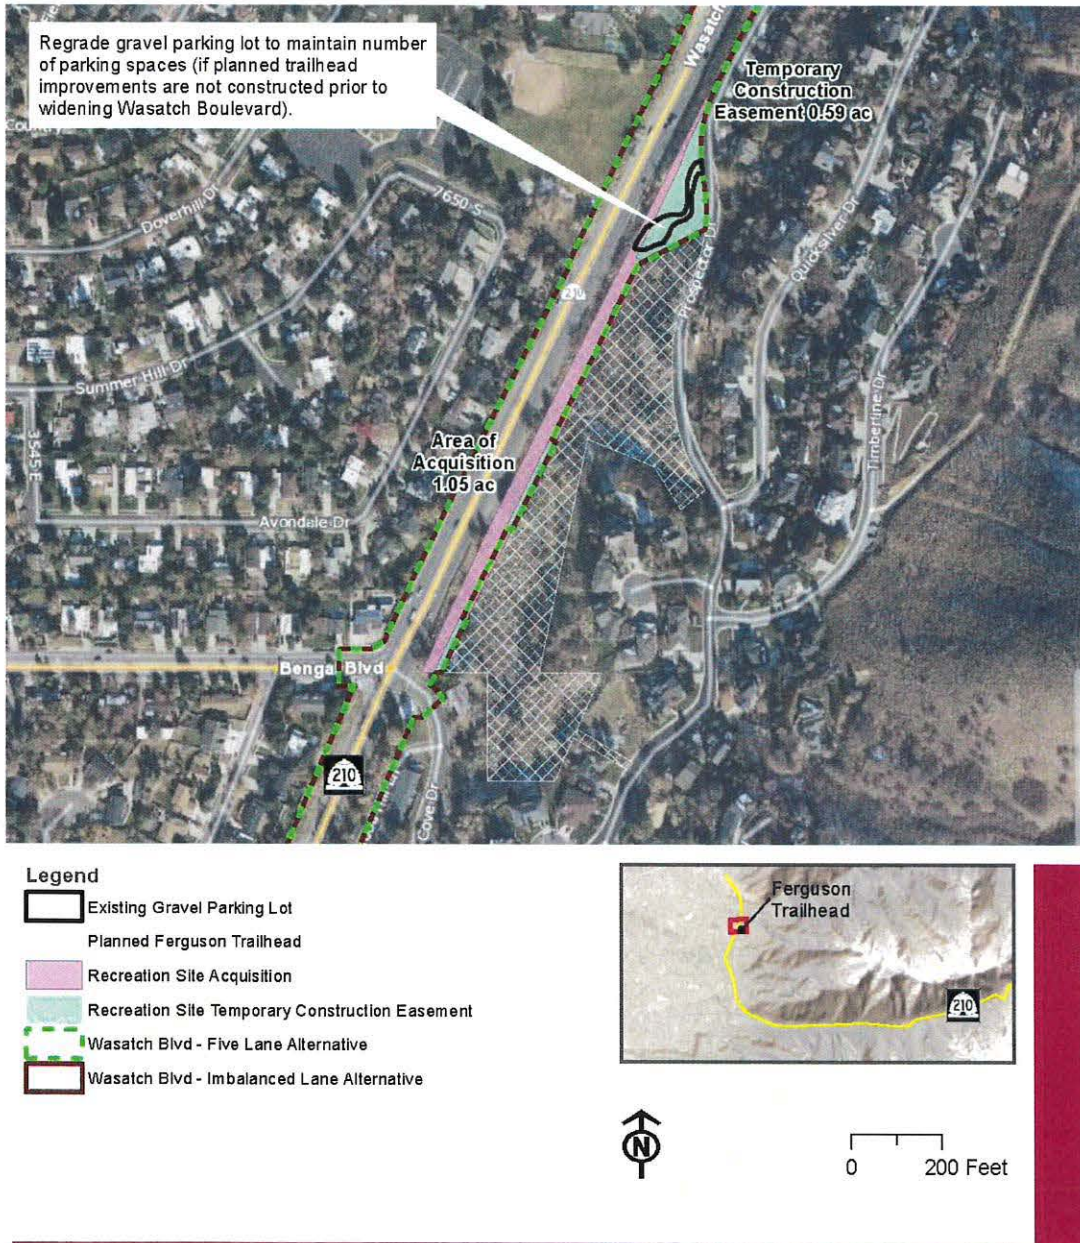 Regrade gravel parking lot to maintain number
of parking spaces (if planned trailhead
improvements are not constructed prior to
widening Wasatch Boulevard).
Wasatch
Temporary
Construction
Easement 0.59 ac
Doverhill Dr
7650 S
Quicksilver Dr
Prospector D
210
Summer Hill Dr
Timberline Dr
3545 E
Area of
Acquisition
1.05 ac
Avondale Dr
Benga Blvd
210
Cove Dr
Legend
Existing Gravel Parking Lot
Planned Ferguson Trailhead
Recreation Site Acquisition
Recreation Site Temporary Construction Easement
Wasatch Blvd - Five Lane Alternative
Wasatch Blvd - Imbalanced Lane Alternative
Ferguson
Trailhead
210
N
0 200 Feet